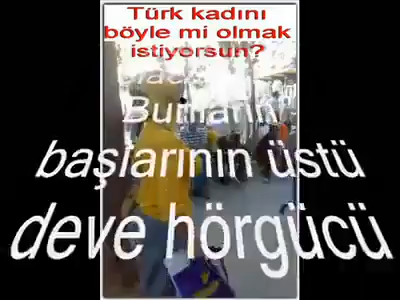 Türk kadını
böyle mi olmak
istiyorsun?
Bunların
başlarının üstü
deve hörgücü